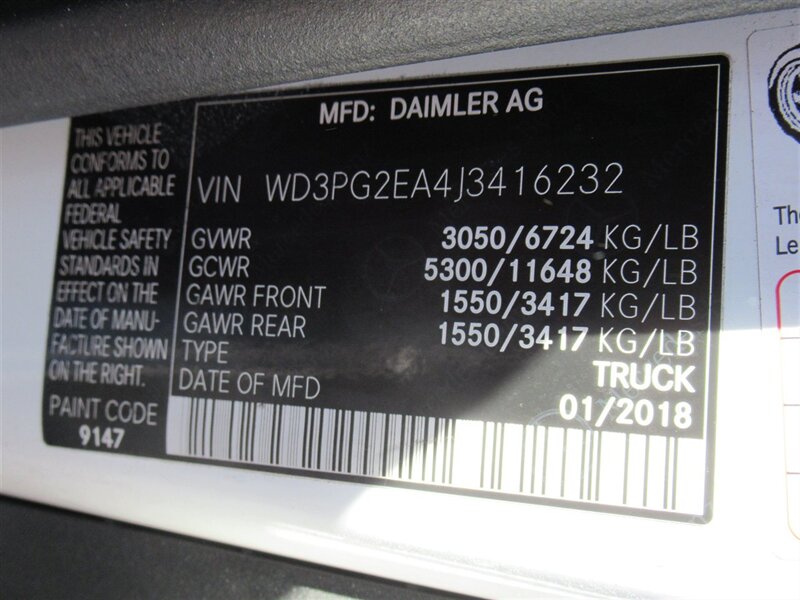 MFD: DAIMLER AG
THIS VEHICLE
CONFORMS TO
ALL APPLICABLE
FEDERAL
VEHICLE SAFETY
STANDARDS IN
EFFECT ON THE
DATE OF MANU-
FACTURE SHOWN
ON THE RIGHT.
PAINT CODE
9147
VIN WD3PG2EA4J3416232
GVWR 3050/6724 KG/LB
GCWR 5300/11648 KG/LB
GAWR FRONT 1550/3417 KG/LB
GAWR REAR 1550/3417 KG/LB
TYPE TRUCK
DATE OF MFD 01/2018